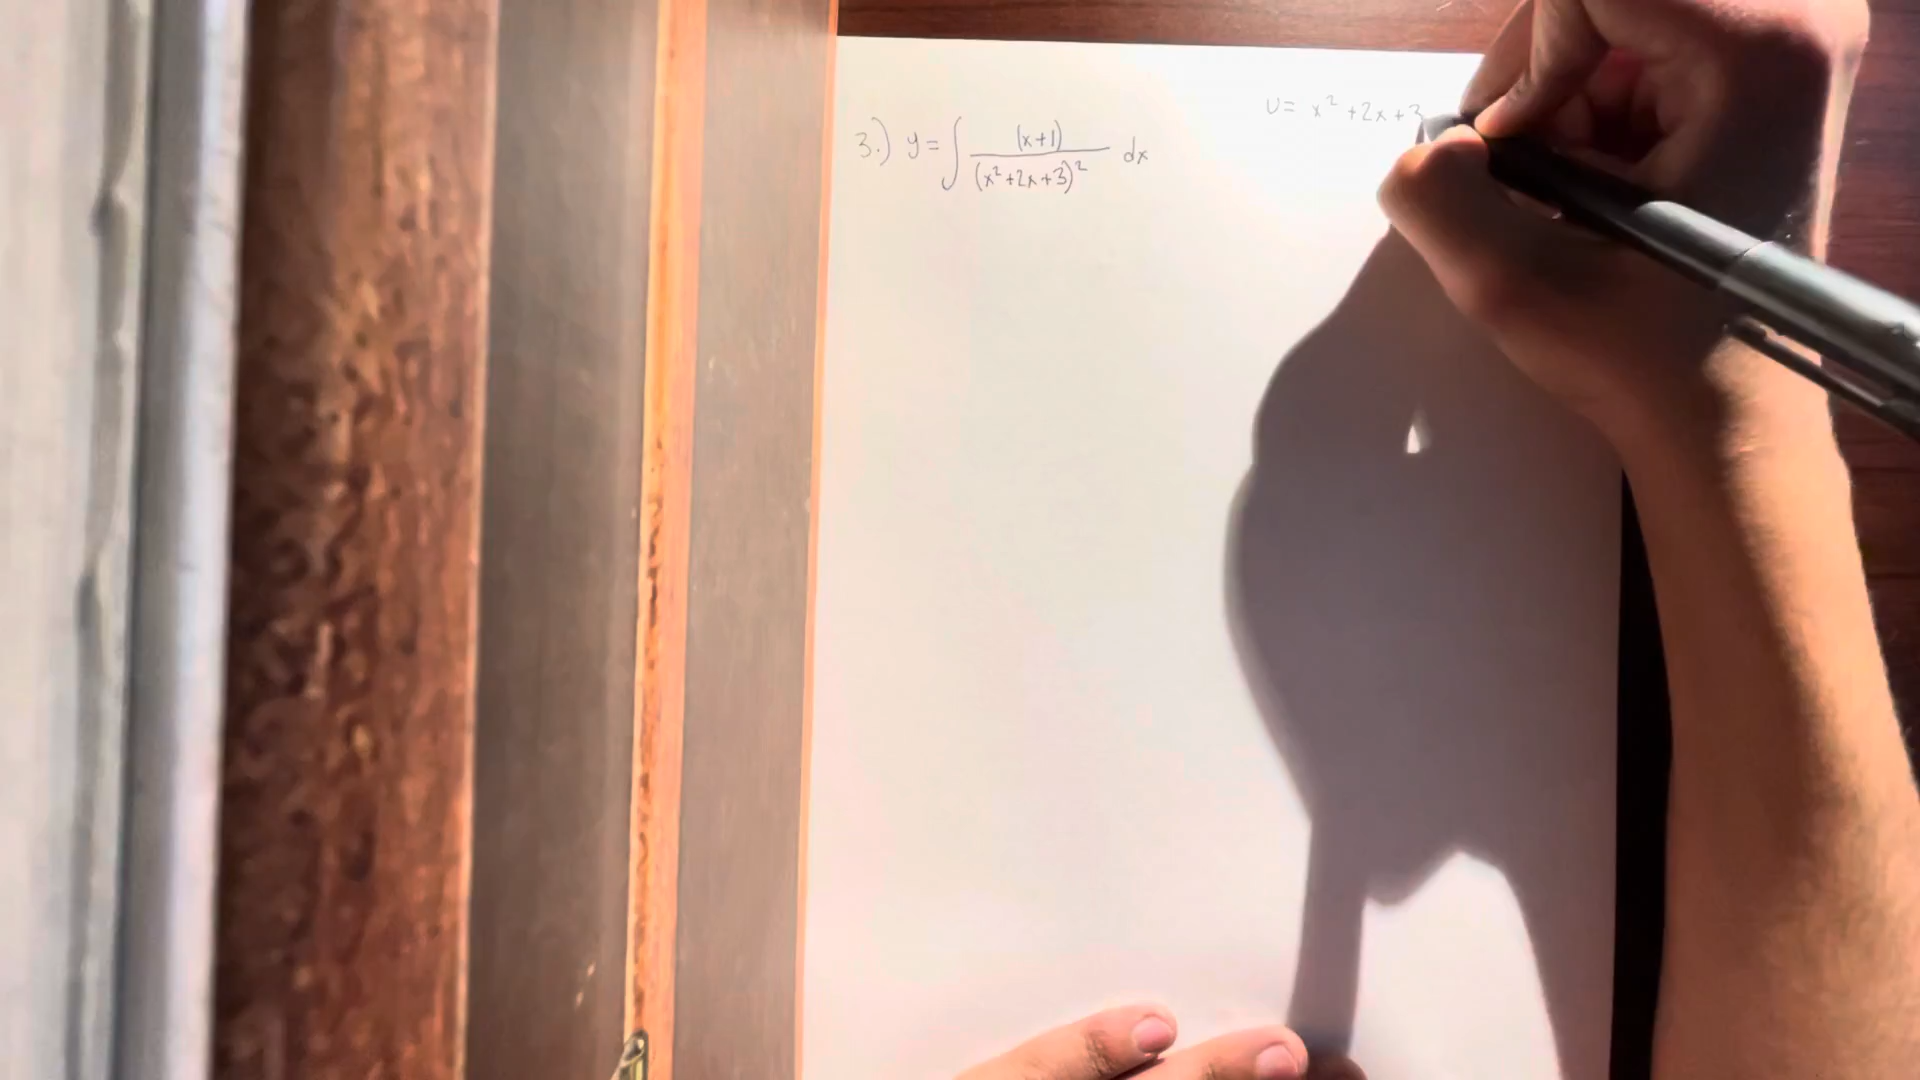 3.) y = ∫ (x+1) / (x²+2x+3)² dx
u = x² +2x+3